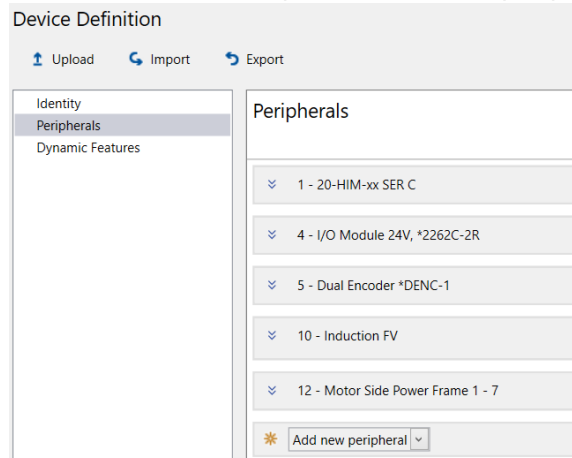 Device Definition
Upload Import Export
Identity
Peripherals
Dynamic Features
Peripherals
1 - 20-HIM-xx SER C
4 - I/O Module 24V, *2262C-2R
5 - Dual Encoder *DENC-1
10 - Induction FV
12 - Motor Side Power Frame 1 - 7
Add new peripheral